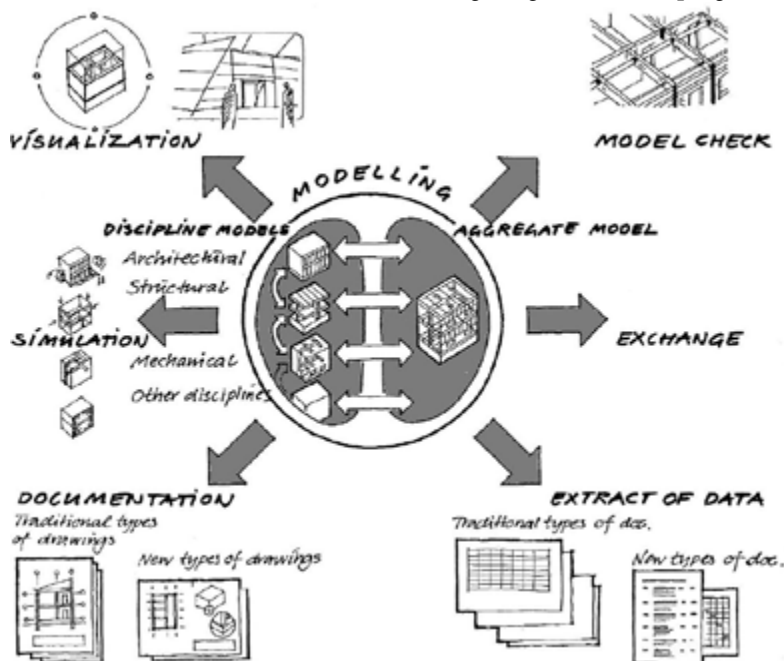 VISUALIZATION
MODEL CHECK
MODELLING
DISCIPLINE MODELS
AGGREGATE MODEL
Architectural
Structural
SIMULATION
EXCHANGE
Mechanical
Other disciplines
DOCUMENTATION
EXTRACT OF DATA
Traditional types
of drawings
Traditional types of doc.
New types of drawings
New types of doc.